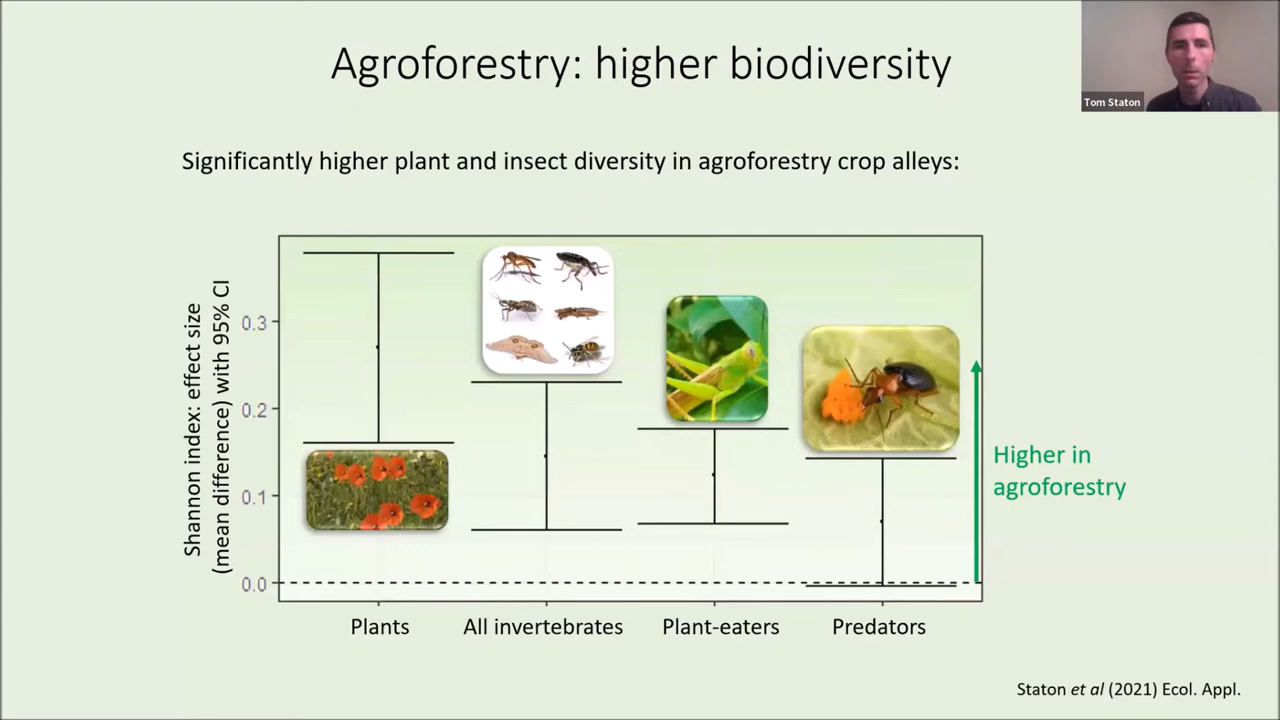 Agroforestry: higher biodiversity
Tom Staton
Significantly higher plant and insect diversity in agroforestry crop alleys:
Shannon index: effect size
(mean difference) with 95% CI
0.3
0.2
0.1
0.0
Higher in
agroforestry
Plants
All invertebrates
Plant-eaters
Predators
Staton et al (2021) Ecol. Appl.